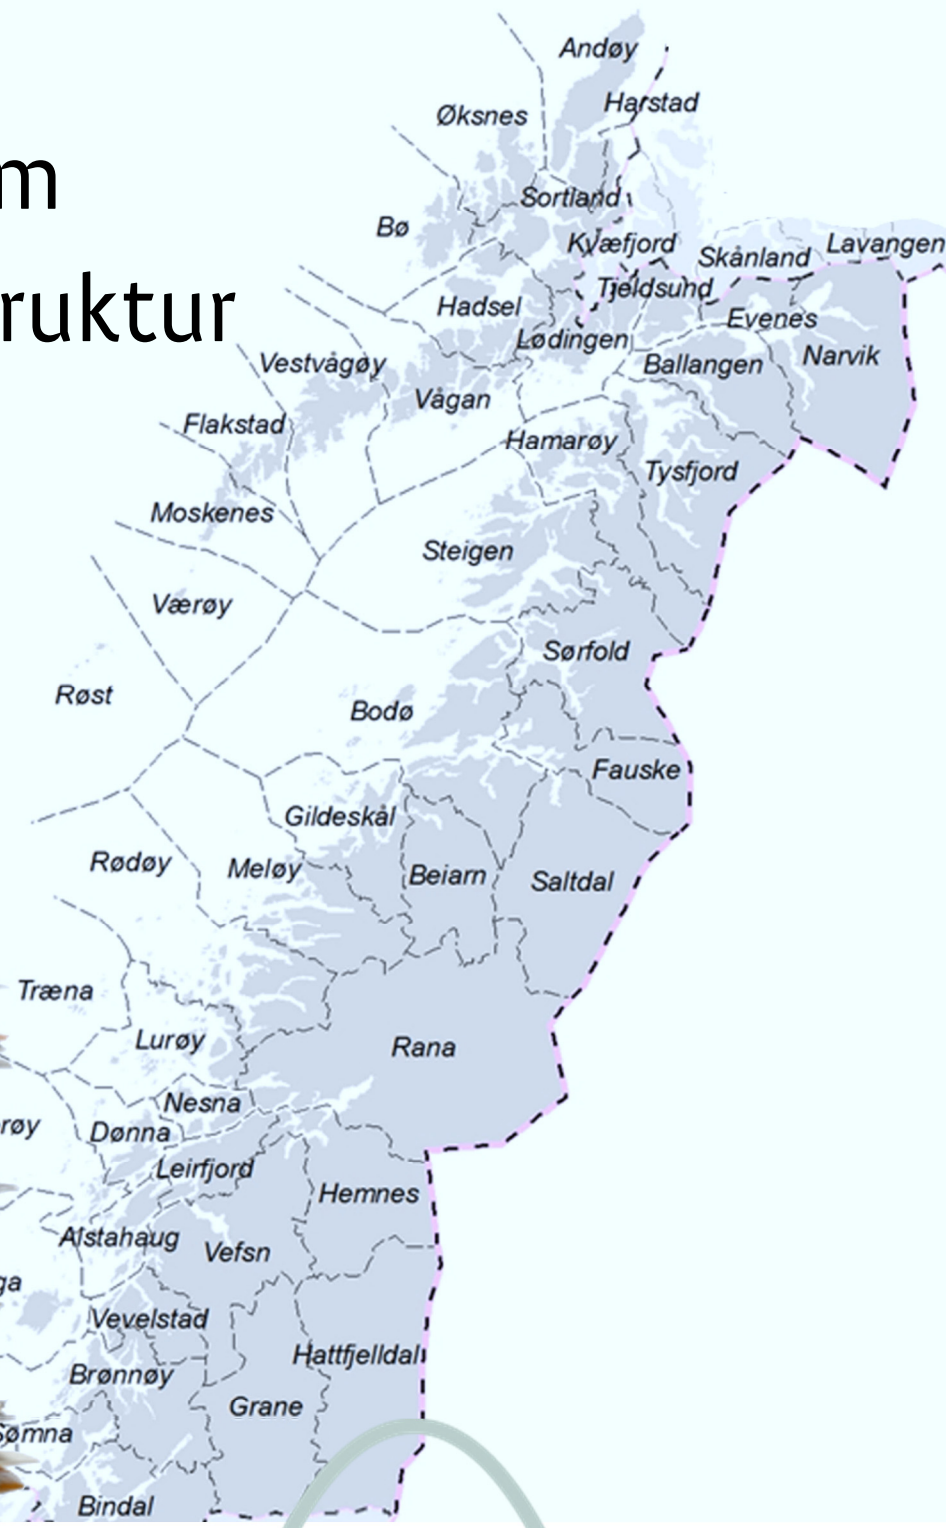 Andøy
Harstad
Øksnes
m
Sortland
Bø
Kvæfjord
Lavangen
Skånland
Tjeldsund
ruktur
Hadsel
Evenes
Lødingen
Narvik
Vestvågøy
Ballangen
Vågan
Flakstad
Hamarøy
Tysfjord
Moskenes
Steigen
Værøy
Sørfold
Røst
Bodø
Fauske
Gildeskål
Rødøy
Meløy
Beiarn
Saltdal
Træna
Lurøy
Rana
Nesna
røy
Dønna
Leirfjord
Hemnes
Alstahaug
Vefsn
ga
Vevelstad
Hattfjelldal
Brønnøy
Grane
Sømna
Bindal